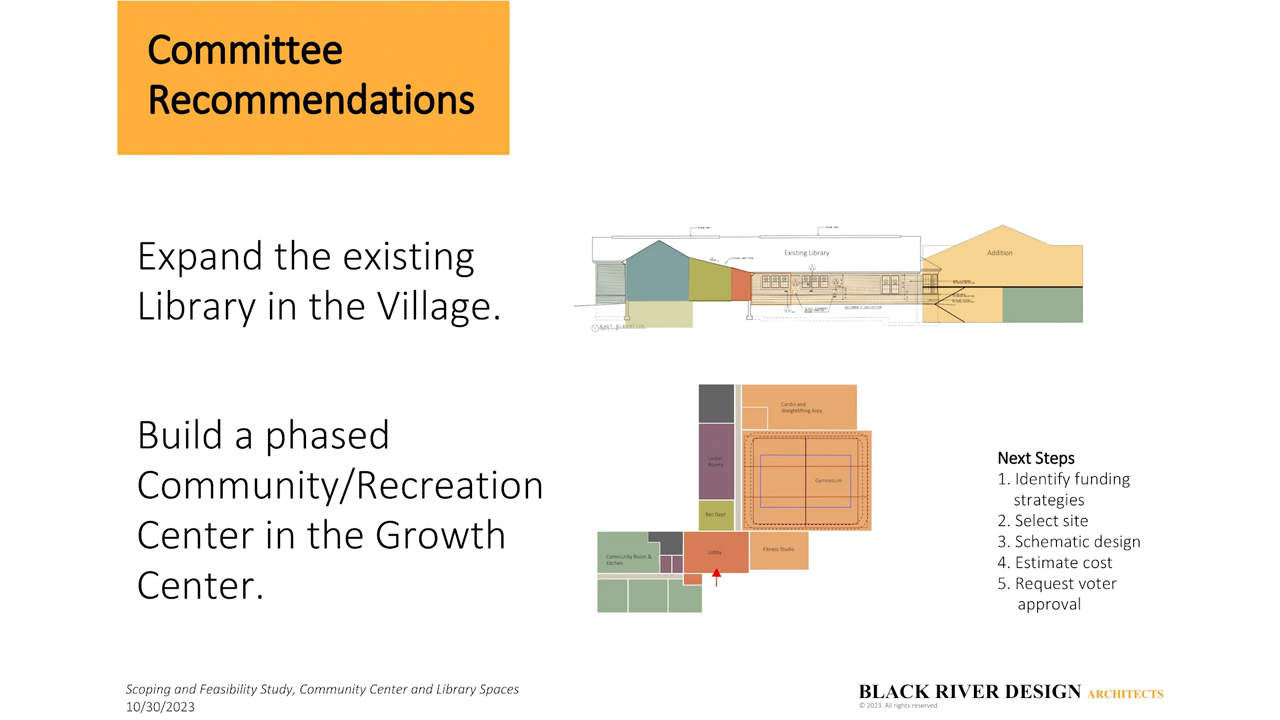 Committee
Recommendations
Expand the existing
Library in the Village.
Existing Library
Addition
Build a phased
Community/Recreation
Center in the Growth
Center.
Cardio and
Weightlifting Area
Locker
Rooms
Gymnasium
Rec Dept
Community Room &
Kitchen
Lobby
Fitness Studio
Next Steps
1. Identify funding
strategies
2. Select site
3. Schematic design
4. Estimate cost
5. Request voter
approval
Scoping and Feasibility Study, Community Center and Library Spaces
10/30/2023
BLACK RIVER DESIGN ARCHITECTS
© 2023. All rights reserved.